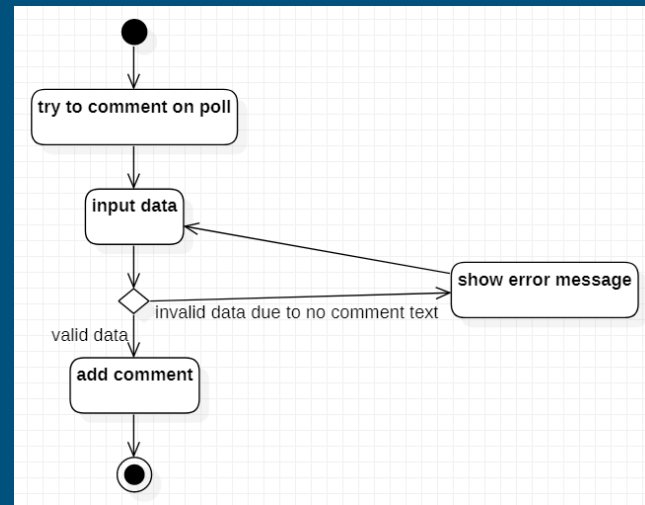 try to comment on poll
input data
show error message
invalid data due to no comment text
valid data
add comment